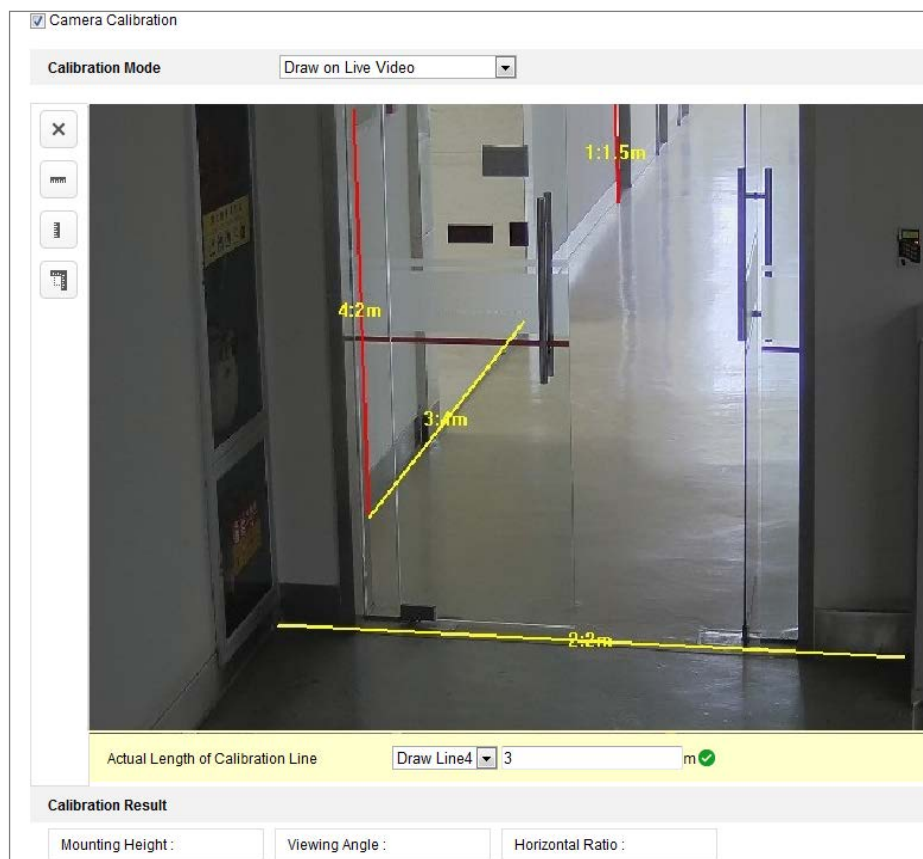 Camera Calibration
Calibration Mode
Draw on Live Video
1:1.5m
4:2m
3:4m
2:2m
Actual Length of Calibration Line
Draw Line4
3
m
Calibration Result
Mounting Height :
Viewing Angle :
Horizontal Ratio :